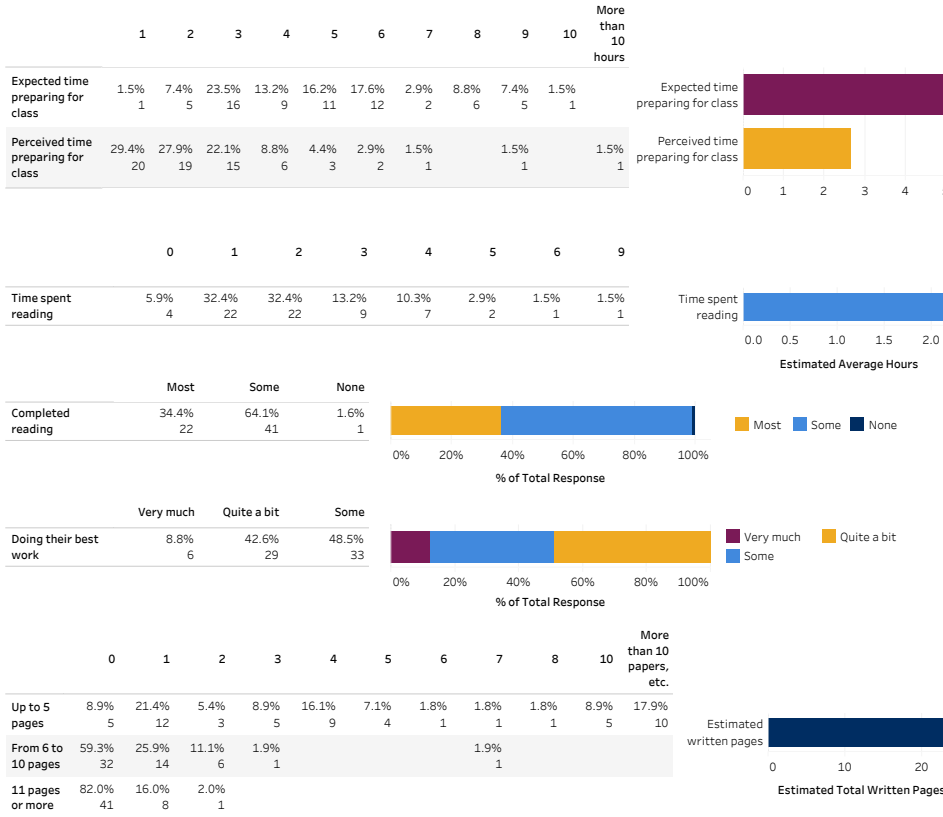 More
than
10
hours
1 2 3 4 5 6 7 8 9 10
Expected time
preparing for
class
1.5% 7.4% 23.5% 13.2% 16.2% 17.6% 2.9% 8.8% 7.4% 1.5%
1 5 16 9 11 12 2 6 5 1
Perceived time
preparing for
class
29.4% 27.9% 22.1% 8.8% 4.4% 2.9% 1.5% 1.5% 1.5%
20 19 15 6 3 2 1 1 1
Expected time
preparing for class
Perceived time
preparing for class
0 1 2 3 4
0 1 2 3 4 5 6 9
Time spent
reading
5.9% 32.4% 32.4% 13.2% 10.3% 2.9% 1.5% 1.5%
4 22 22 9 7 2 1 1
Time spent
reading
0.0 0.5 1.0 1.5 2.0
Estimated Average Hours
Most Some None
Completed
reading
34.4% 64.1% 1.6%
22 41 1
0% 20% 40% 60% 80% 100%
% of Total Response
Most Some None
Very much Quite a bit Some
Doing their best
work
8.8% 42.6% 48.5%
6 29 33
0% 20% 40% 60% 80% 100%
% of Total Response
Very much Quite a bit
Some
More
than 10
papers,
etc.
0 1 2 3 4 5 6 7 8 10
Up to 5
pages
8.9% 21.4% 5.4% 8.9% 16.1% 7.1% 1.8% 1.8% 1.8% 8.9% 17.9%
5 12 3 5 9 4 1 1 1 5 10
From 6 to
10 pages
59.3% 25.9% 11.1% 1.9% 1.9%
32 14 6 1 1
11 pages
or more
82.0% 16.0% 2.0%
41 8 1
Estimated
written pages
0 10 20
Estimated Total Written Pages